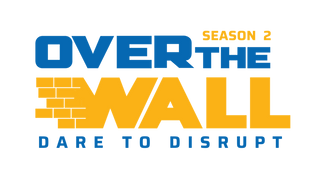 SEASON 2
OVER THE
WALL
DARE TO DISRUPT